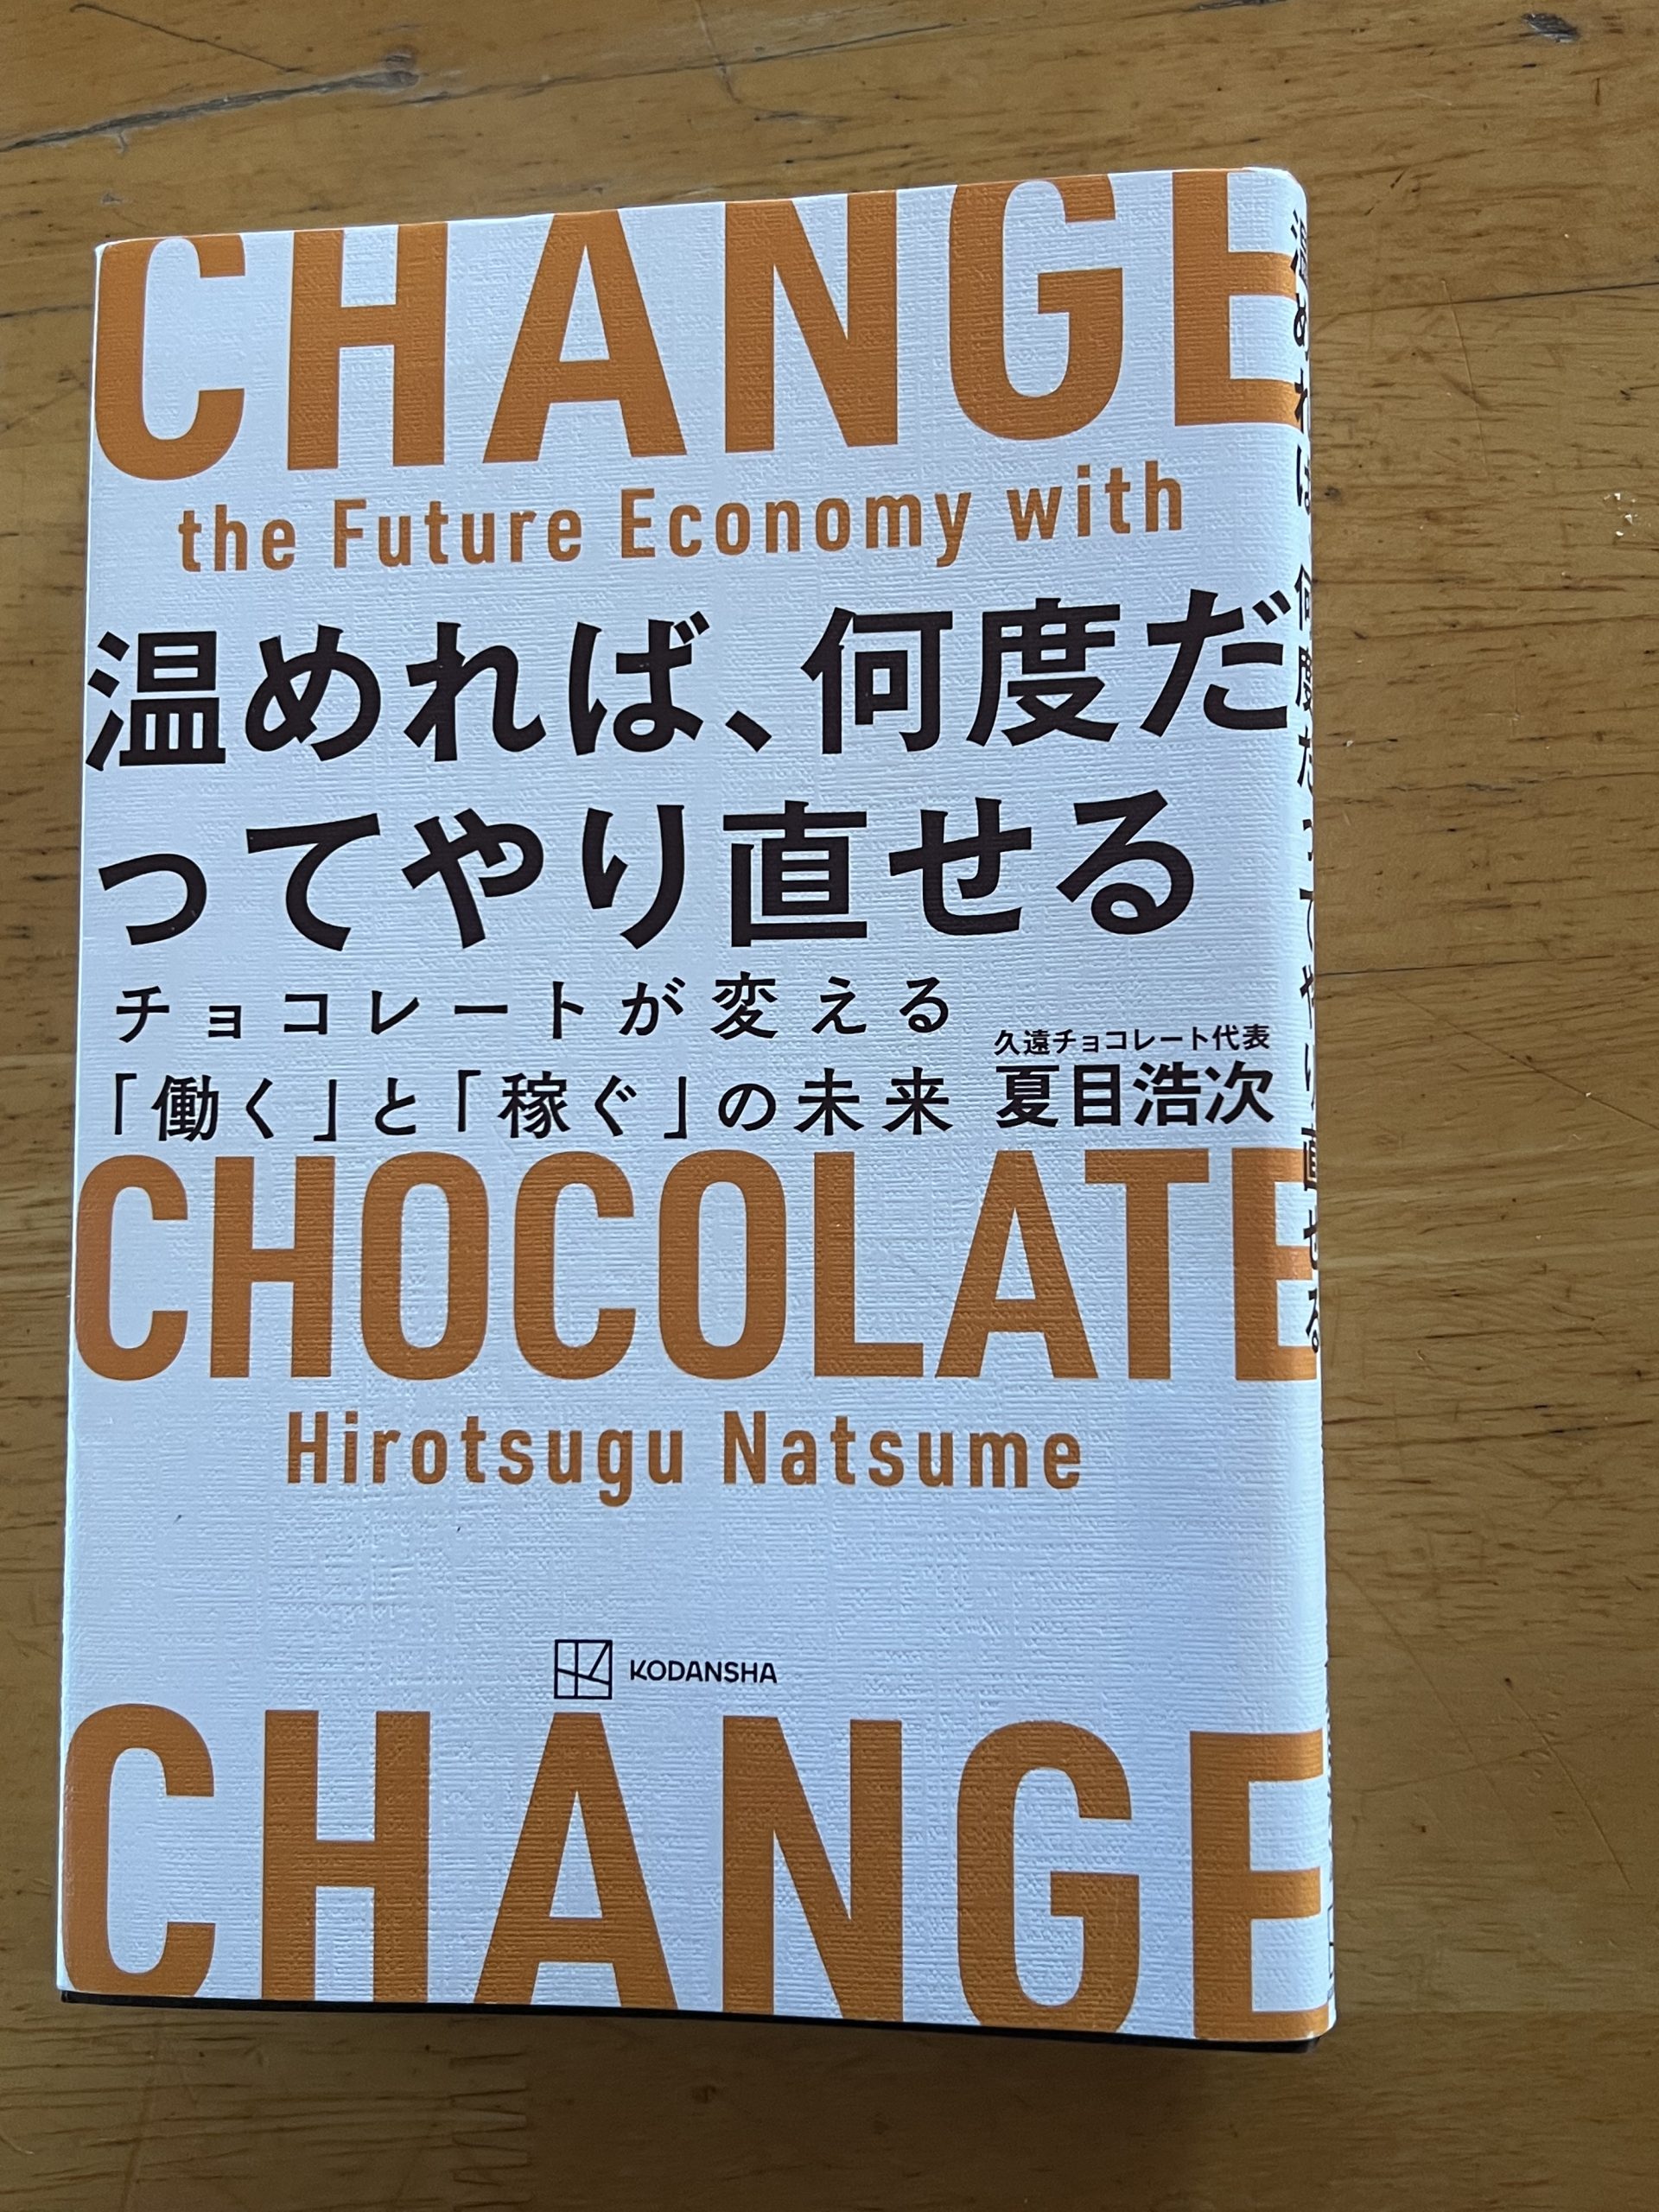 CHANGE
the Future Economy with
温めれば、何度だ
ってやり直せる
チョコレートが変える
「働く」と「稼ぐ」の未来
久遠チョコレート代表
夏目浩次
CHOCOLATE
Hirotsugu Natsume
KODANSHA
CHANGE
温めれば、何度だってやり直せる。